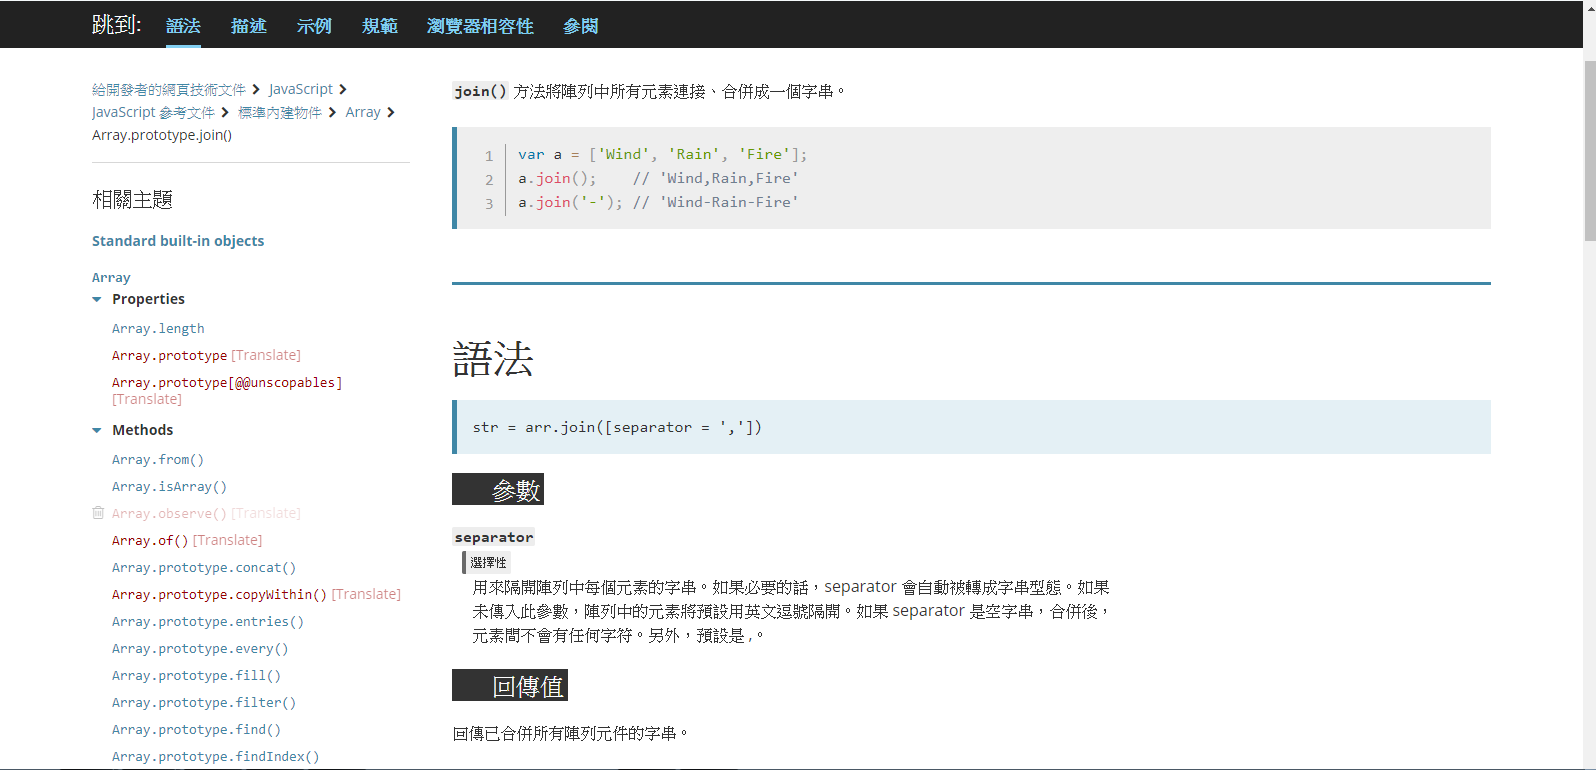 跳到: 語法 描述 示例 規範 瀏覽器相容性 參閱
給開發者的網頁技術文件 > JavaScript >
JavaScript 參考文件 > 標準內建物件 > Array >
Array.prototype.join()
相關主題
Standard built-in objects
Array
Properties
Array.length
Array.prototype [Translate]
Array.prototype[@@unscopables]
[Translate]
Methods
Array.from()
Array.isArray()
Array.observe() [Translate]
Array.of() [Translate]
Array.prototype.concat()
Array.prototype.copyWithin() [Translate]
Array.prototype.entries()
Array.prototype.every()
Array.prototype.fill()
Array.prototype.filter()
Array.prototype.find()
Array.prototype.findIndex()
join() 方法將陣列中所有元素連接、合併成一個字串。
1 var a = ['Wind', 'Rain', 'Fire'];
2 a.join();    // 'Wind,Rain,Fire'
3 a.join('-'); // 'Wind-Rain-Fire'
語法
str = arr.join([separator = ','])
參數
separator
選擇性
用來隔開陣列中每個元素的字串。如果必要的話，separator 會自動被轉成字串型態。如果
未傳入此參數，陣列中的元素將預設用英文逗號隔開。如果 separator 是空字串，合併後，
元素間不會有任何字符。另外，預設是 ,。
回傳值
回傳已合併所有陣列元件的字串。